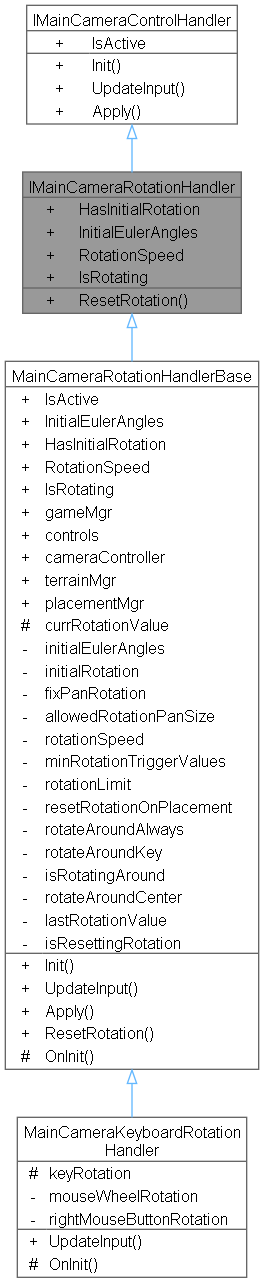 IMainCameraControlHandler
+ IsActive
+ Init()
+ UpdateInput()
+ Apply()
IMainCameraRotationHandler
+ HasInitialRotation
+ InitialEulerAngles
+ RotationSpeed
+ IsRotating
+ ResetRotation()
MainCameraRotationHandlerBase
+ IsActive
+ InitialEulerAngles
+ HasInitialRotation
+ RotationSpeed
+ IsRotating
+ gameMgr
+ controls
+ cameraController
+ terrainMgr
+ placementMgr
# currRotationValue
- initialEulerAngles
- initialRotation
- fixPanRotation
- allowedRotationPanSize
- rotationSpeed
- minRotationTriggerValues
- rotationLimit
- resetRotationOnPlacement
- rotateAroundAlways
- rotateAroundKey
- isRotatingAround
- rotateAroundCenter
- lastRotationValue
- isResettingRotation
+ Init()
+ UpdateInput()
+ Apply()
+ ResetRotation()
# OnInit()
MainCameraKeyboardRotation
Handler
# keyRotation
- mouseWheelRotation
- rightMouseButtonRotation
+ UpdateInput()
# OnInit()